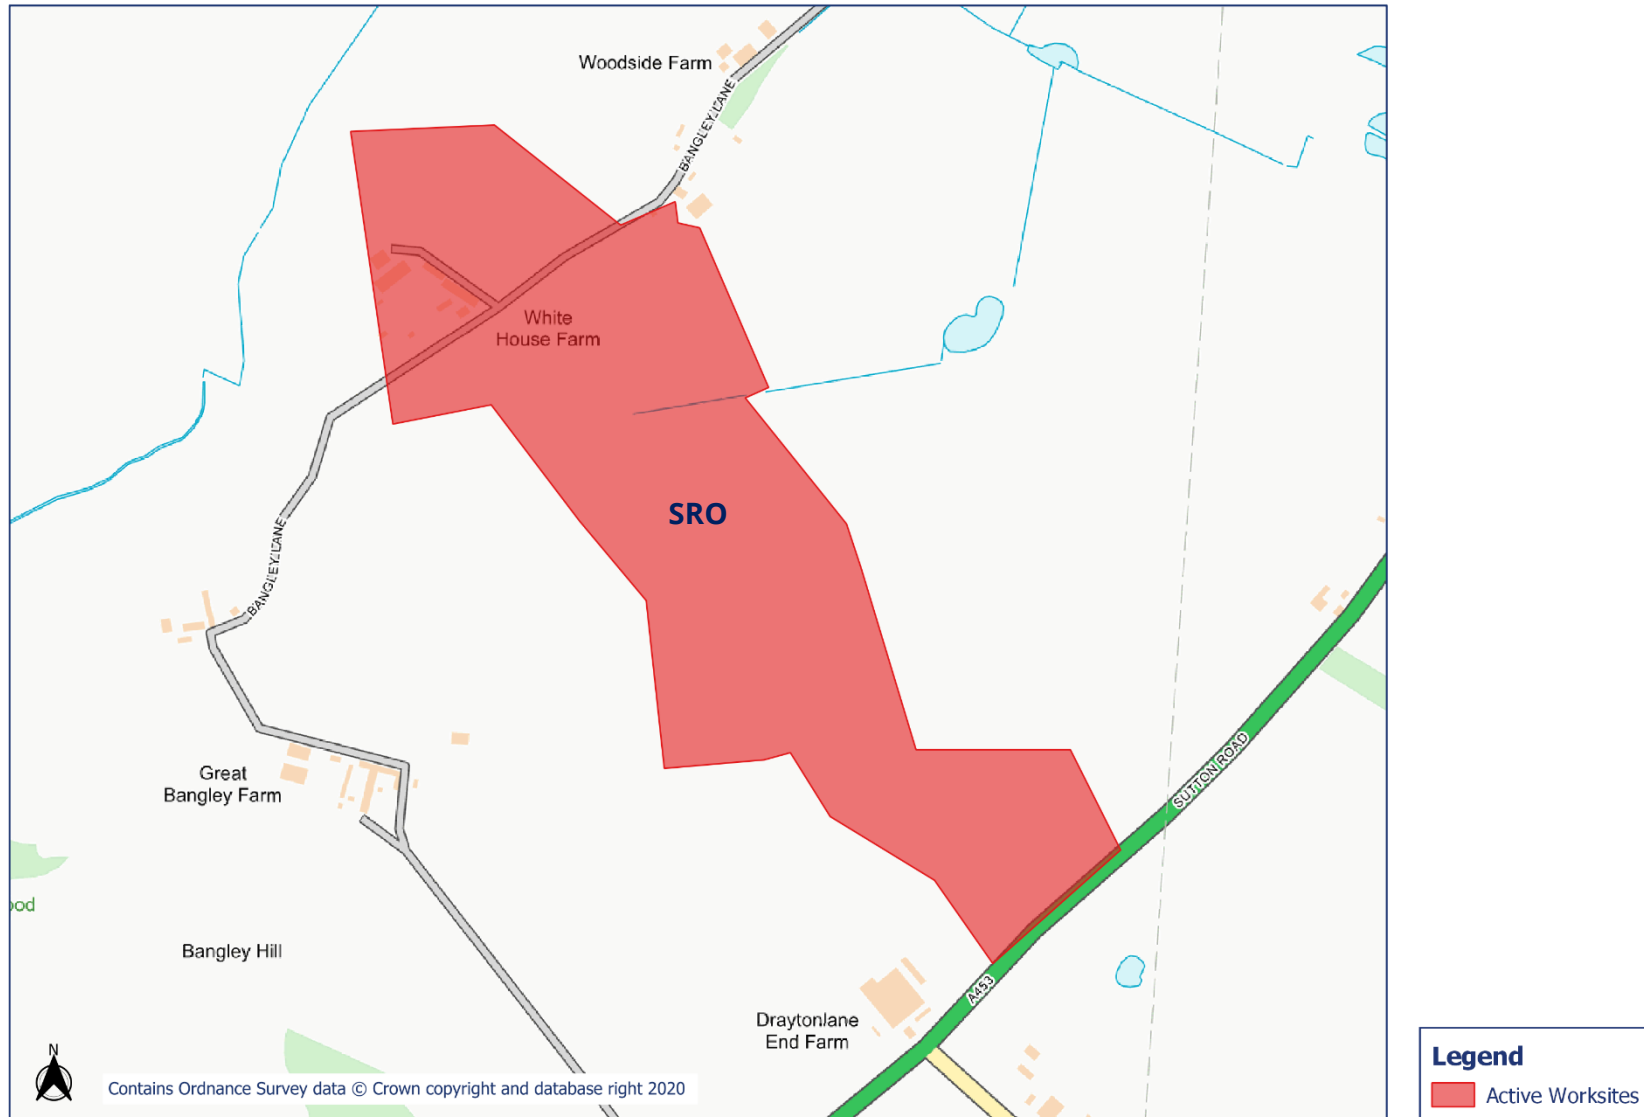 Woodside Farm
BANGLEY LANE
White
House Farm
SRO
BANGLEY LANE
SUTTON ROAD
Great
Bangley Farm
ood
Bangley Hill
A453
Draytonlane
End Farm
N
Contains Ordnance Survey data © Crown copyright and database right 2020
Legend
Active Worksites